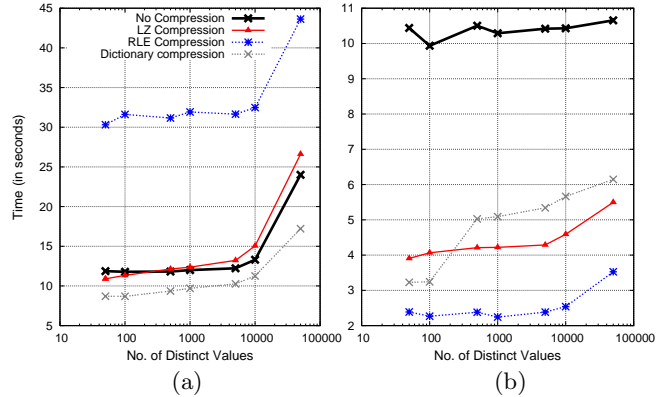 45
40
35
30
25
20
15
10
5
Time (in seconds)
No Compression
LZ Compression
RLE Compression
Dictionary compression
10 100 1000 10000 100000
No. of Distinct Values
(a)
11
10
9
8
7
6
5
4
3
2
10 100 1000 10000 100000
No. of Distinct Values
(b)